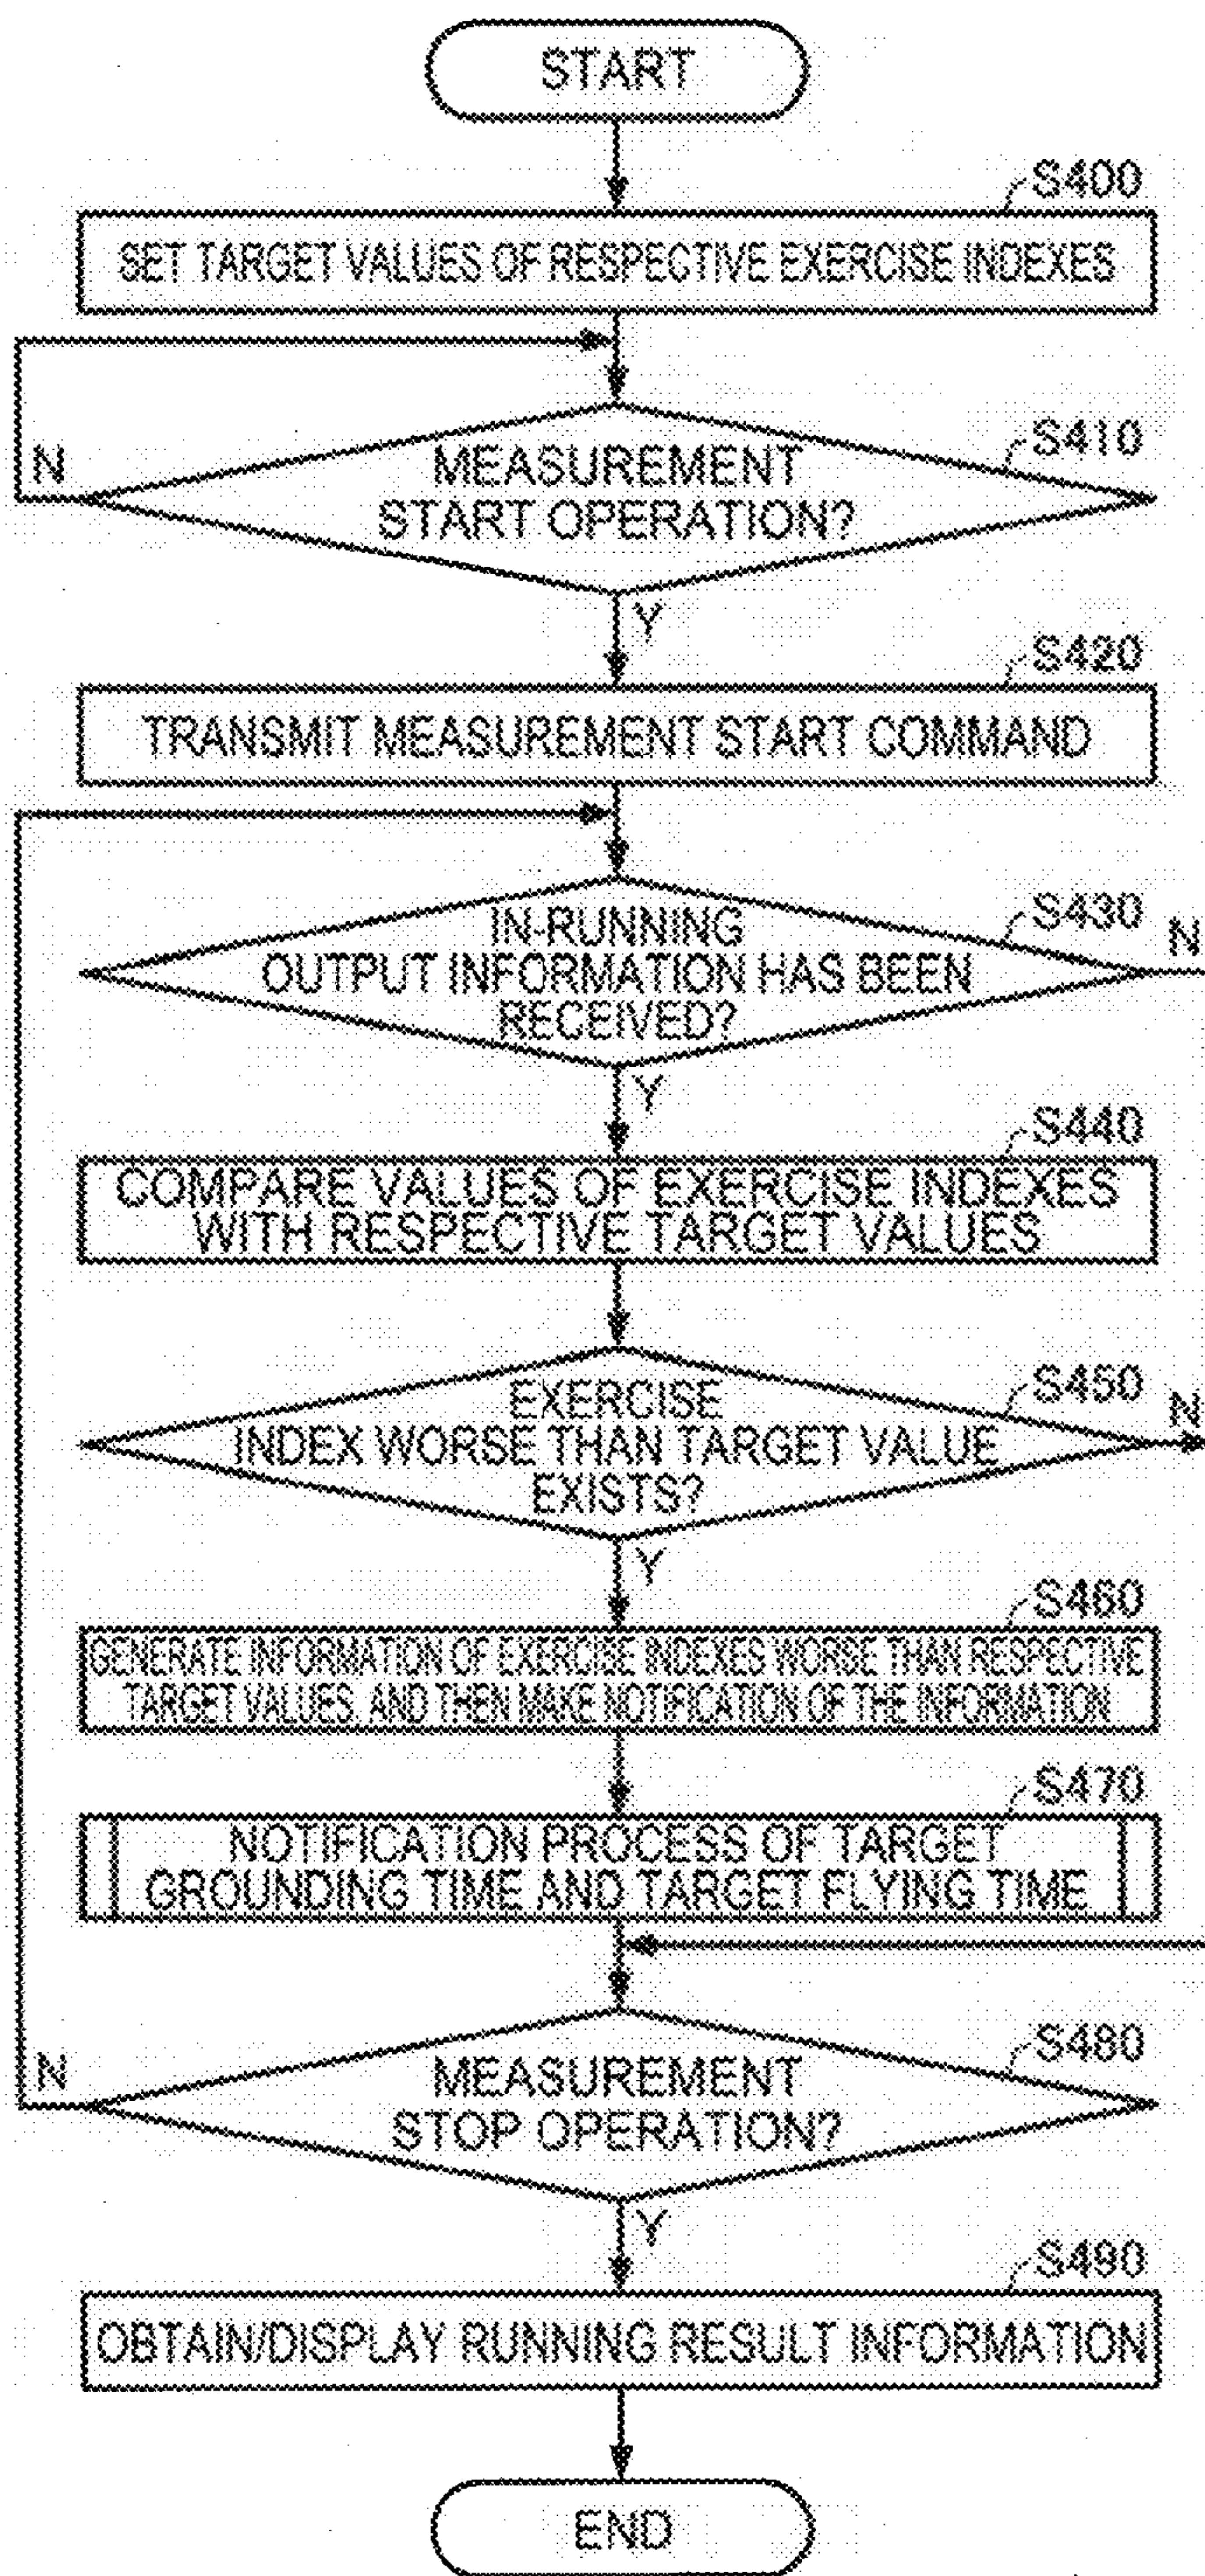 START
S400
SET TARGET VALUES OF RESPECTIVE EXERCISE INDEXES
S410
N
MEASUREMENT
START OPERATION?
Y
S420
TRANSMIT MEASUREMENT START COMMAND
S430
N
IN-RUNNING
OUTPUT INFORMATION HAS BEEN
RECEIVED?
Y
S440
COMPARE VALUES OF EXERCISE INDEXES
WITH RESPECTIVE TARGET VALUES
S450
N
EXERCISE
INDEX WORSE THAN TARGET VALUE
EXISTS?
Y
S460
GENERATE INFORMATION OF EXERCISE INDEXES WORSE THAN RESPECTIVE
TARGET VALUES, AND THEN MAKE NOTIFICATION OF THE INFORMATION
S470
NOTIFICATION PROCESS OF TARGET
GROUNDING TIME AND TARGET FLYING TIME
S480
N
MEASUREMENT
STOP OPERATION?
Y
S490
OBTAIN/DISPLAY RUNNING RESULT INFORMATION
END